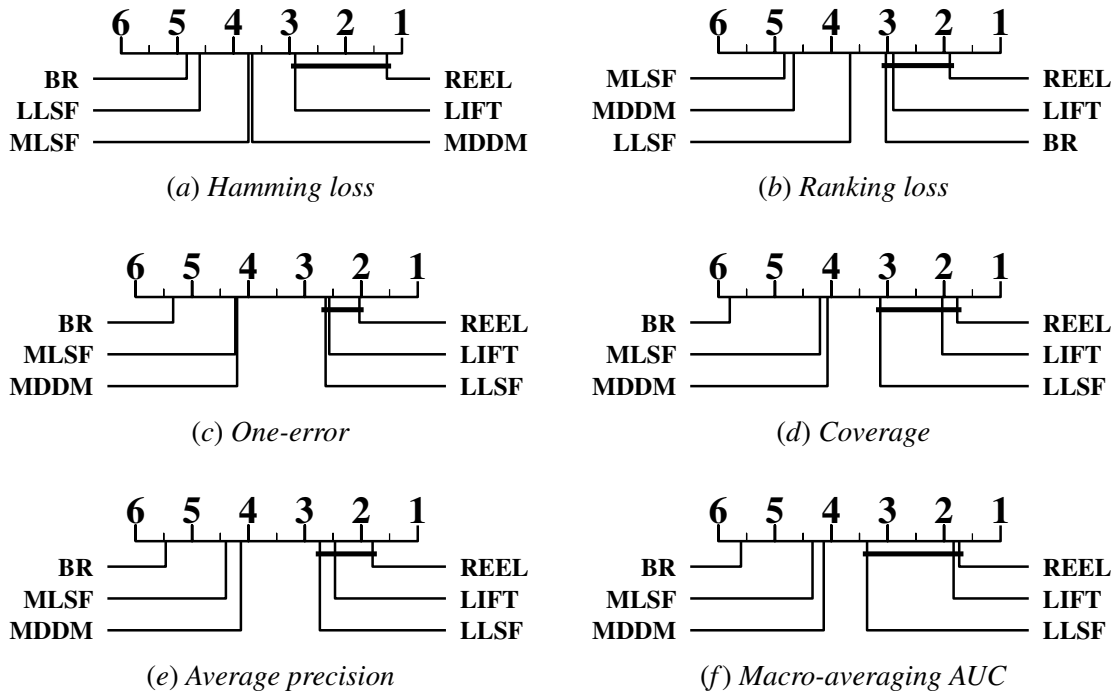 6 5 4 3 2 1
BR REEL
LLSF LIFT
MLSF MDDM
(a) Hamming loss
6 5 4 3 2 1
MLSF REEL
MDDM LIFT
LLSF BR
(b) Ranking loss
6 5 4 3 2 1
BR REEL
MLSF LIFT
MDDM LLSF
(c) One-error
6 5 4 3 2 1
BR REEL
MLSF LIFT
MDDM LLSF
(d) Coverage
6 5 4 3 2 1
BR REEL
MLSF LIFT
MDDM LLSF
(e) Average precision
6 5 4 3 2 1
BR REEL
MLSF LIFT
MDDM LLSF
(f) Macro-averaging AUC